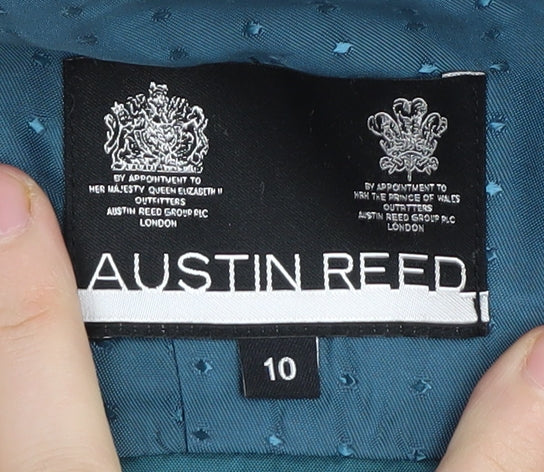 BY APPOINTMENT TO
HER MAJESTY QUEEN ELIZABETH II
OUTFITTERS
AUSTIN REED GROUP PLC
LONDON
BY APPOINTMENT TO
HRH THE PRINCE OF WALES
OUTFITTERS
AUSTIN REED GROUP PLC
LONDON
AUSTIN REED
10